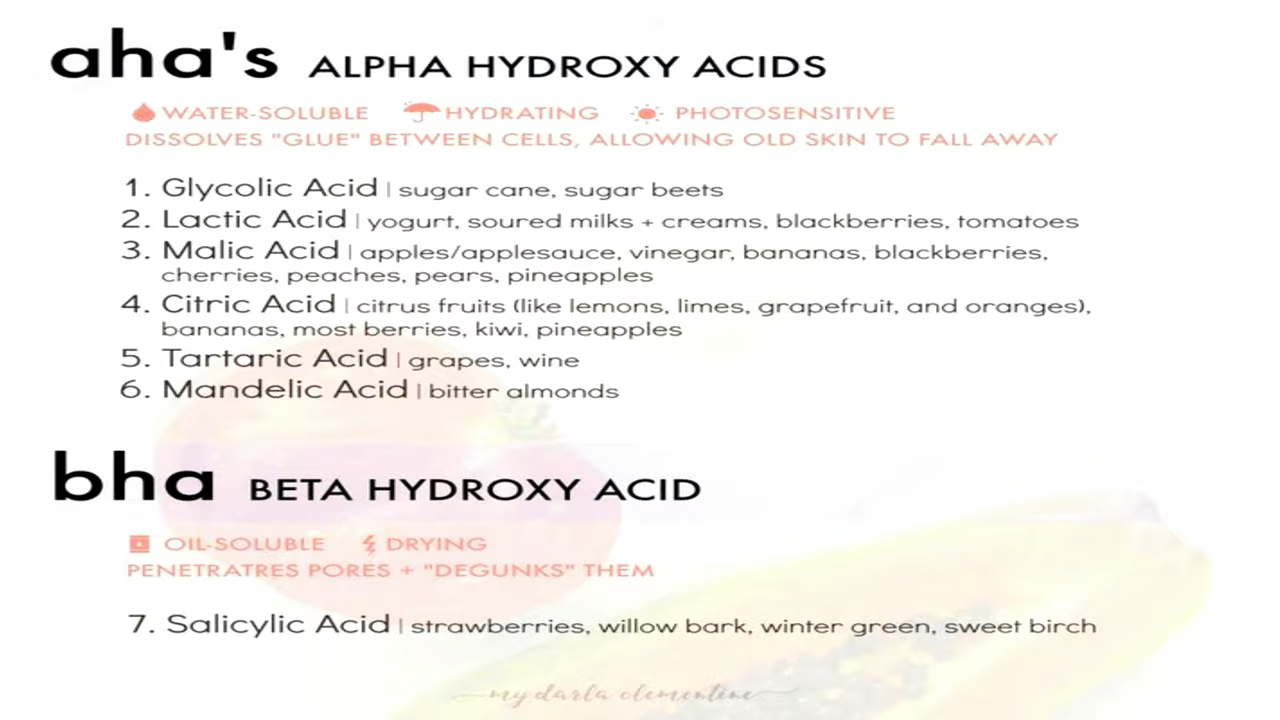 aha's ALPHA HYDROXY ACIDS
WATER-SOLUBLE HYDRATING PHOTOSENSITIVE
DISSOLVES "GLUE" BETWEEN CELLS, ALLOWING OLD SKIN TO FALL AWAY
1. Glycolic Acid | sugar cane, sugar beets
2. Lactic Acid | yogurt, soured milks + creams, blackberries, tomatoes
3. Malic Acid | apples/applesauce, vinegar, bananas, blackberries,
cherries, peaches, pears, pineapples
4. Citric Acid | citrus fruits (like lemons, limes, grapefruit, and oranges),
bananas, most berries, kiwi, pineapples
5. Tartaric Acid | grapes, wine
6. Mandelic Acid | bitter almonds
bha BETA HYDROXY ACID
OIL-SOLUBLE DRYING
PENETRATRES PORES + "DEGUNKS" THEM
7. Salicylic Acid | strawberries, willow bark, winter green, sweet birch
my darla clementine